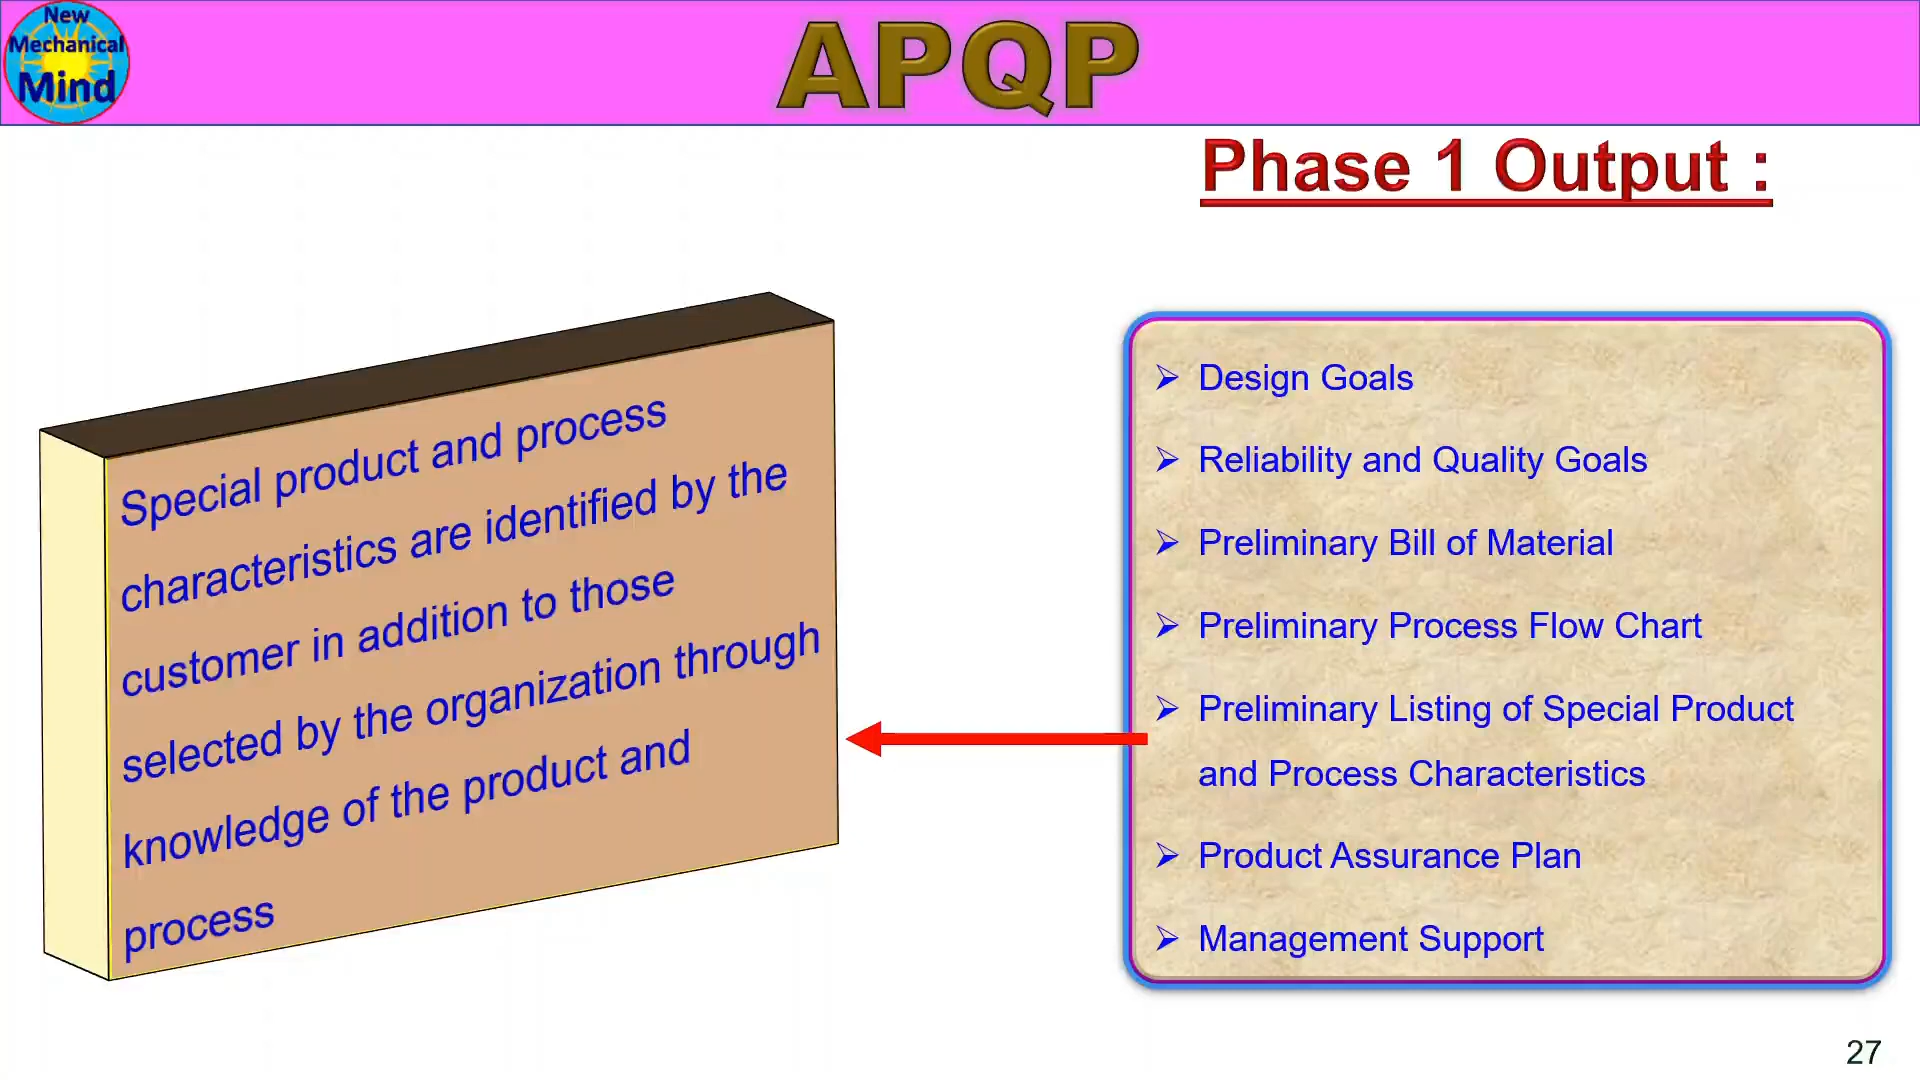 New
Mechanical
Mind
APQP
Phase 1 Output :
Special product and process
characteristics are identified by the
customer in addition to those
selected by the organization through
knowledge of the product and
process
➢ Design Goals
➢ Reliability and Quality Goals
➢ Preliminary Bill of Material
➢ Preliminary Process Flow Chart
➢ Preliminary Listing of Special Product
and Process Characteristics
➢ Product Assurance Plan
➢ Management Support
27